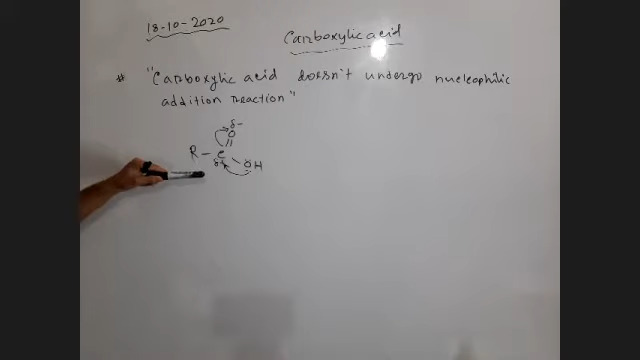 18-10-2020
Carboxylic acid
# "Carboxylic acid doesn't undergo nucleophilic
addition reaction"
δ-
O
R - C
δ+ OH